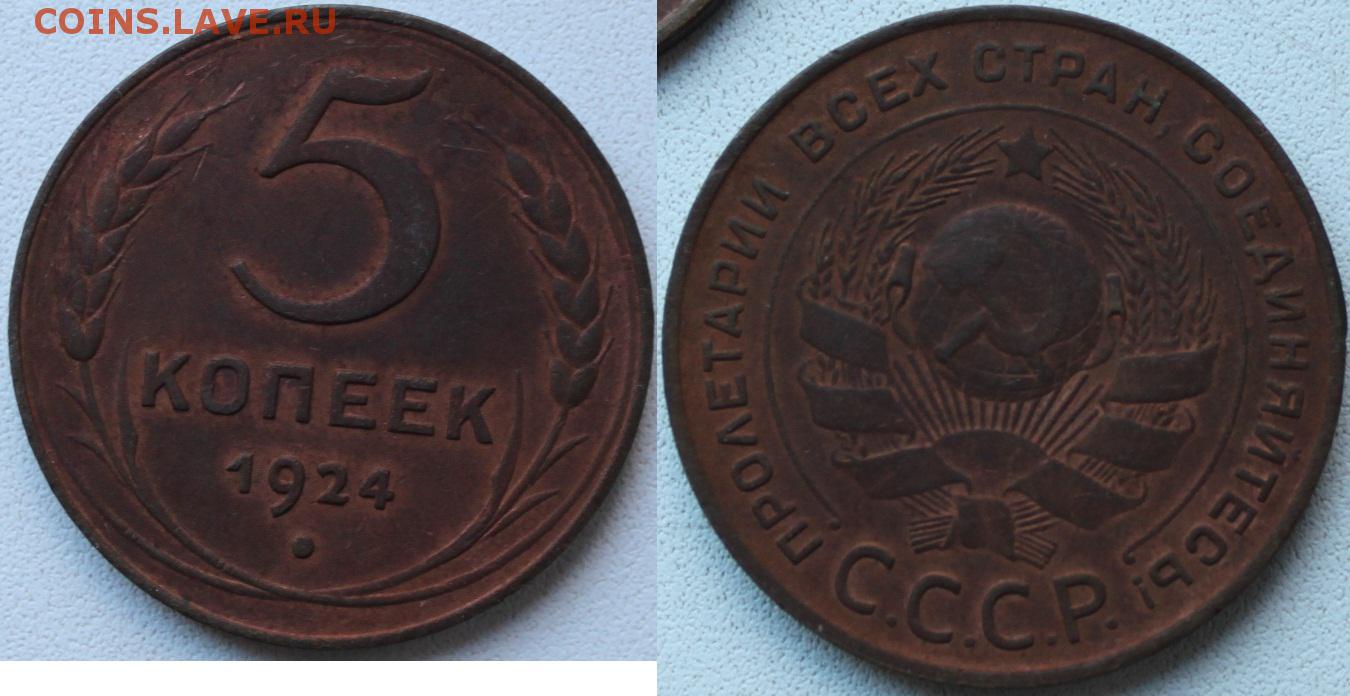 COINS.LAVE.RU
5
КОПЕЕК
1924
ПРОЛЕТАРИИ ВСЕХ СТРАН, СОЕДИНЯЙТЕСЬ!
С.С.С.Р.